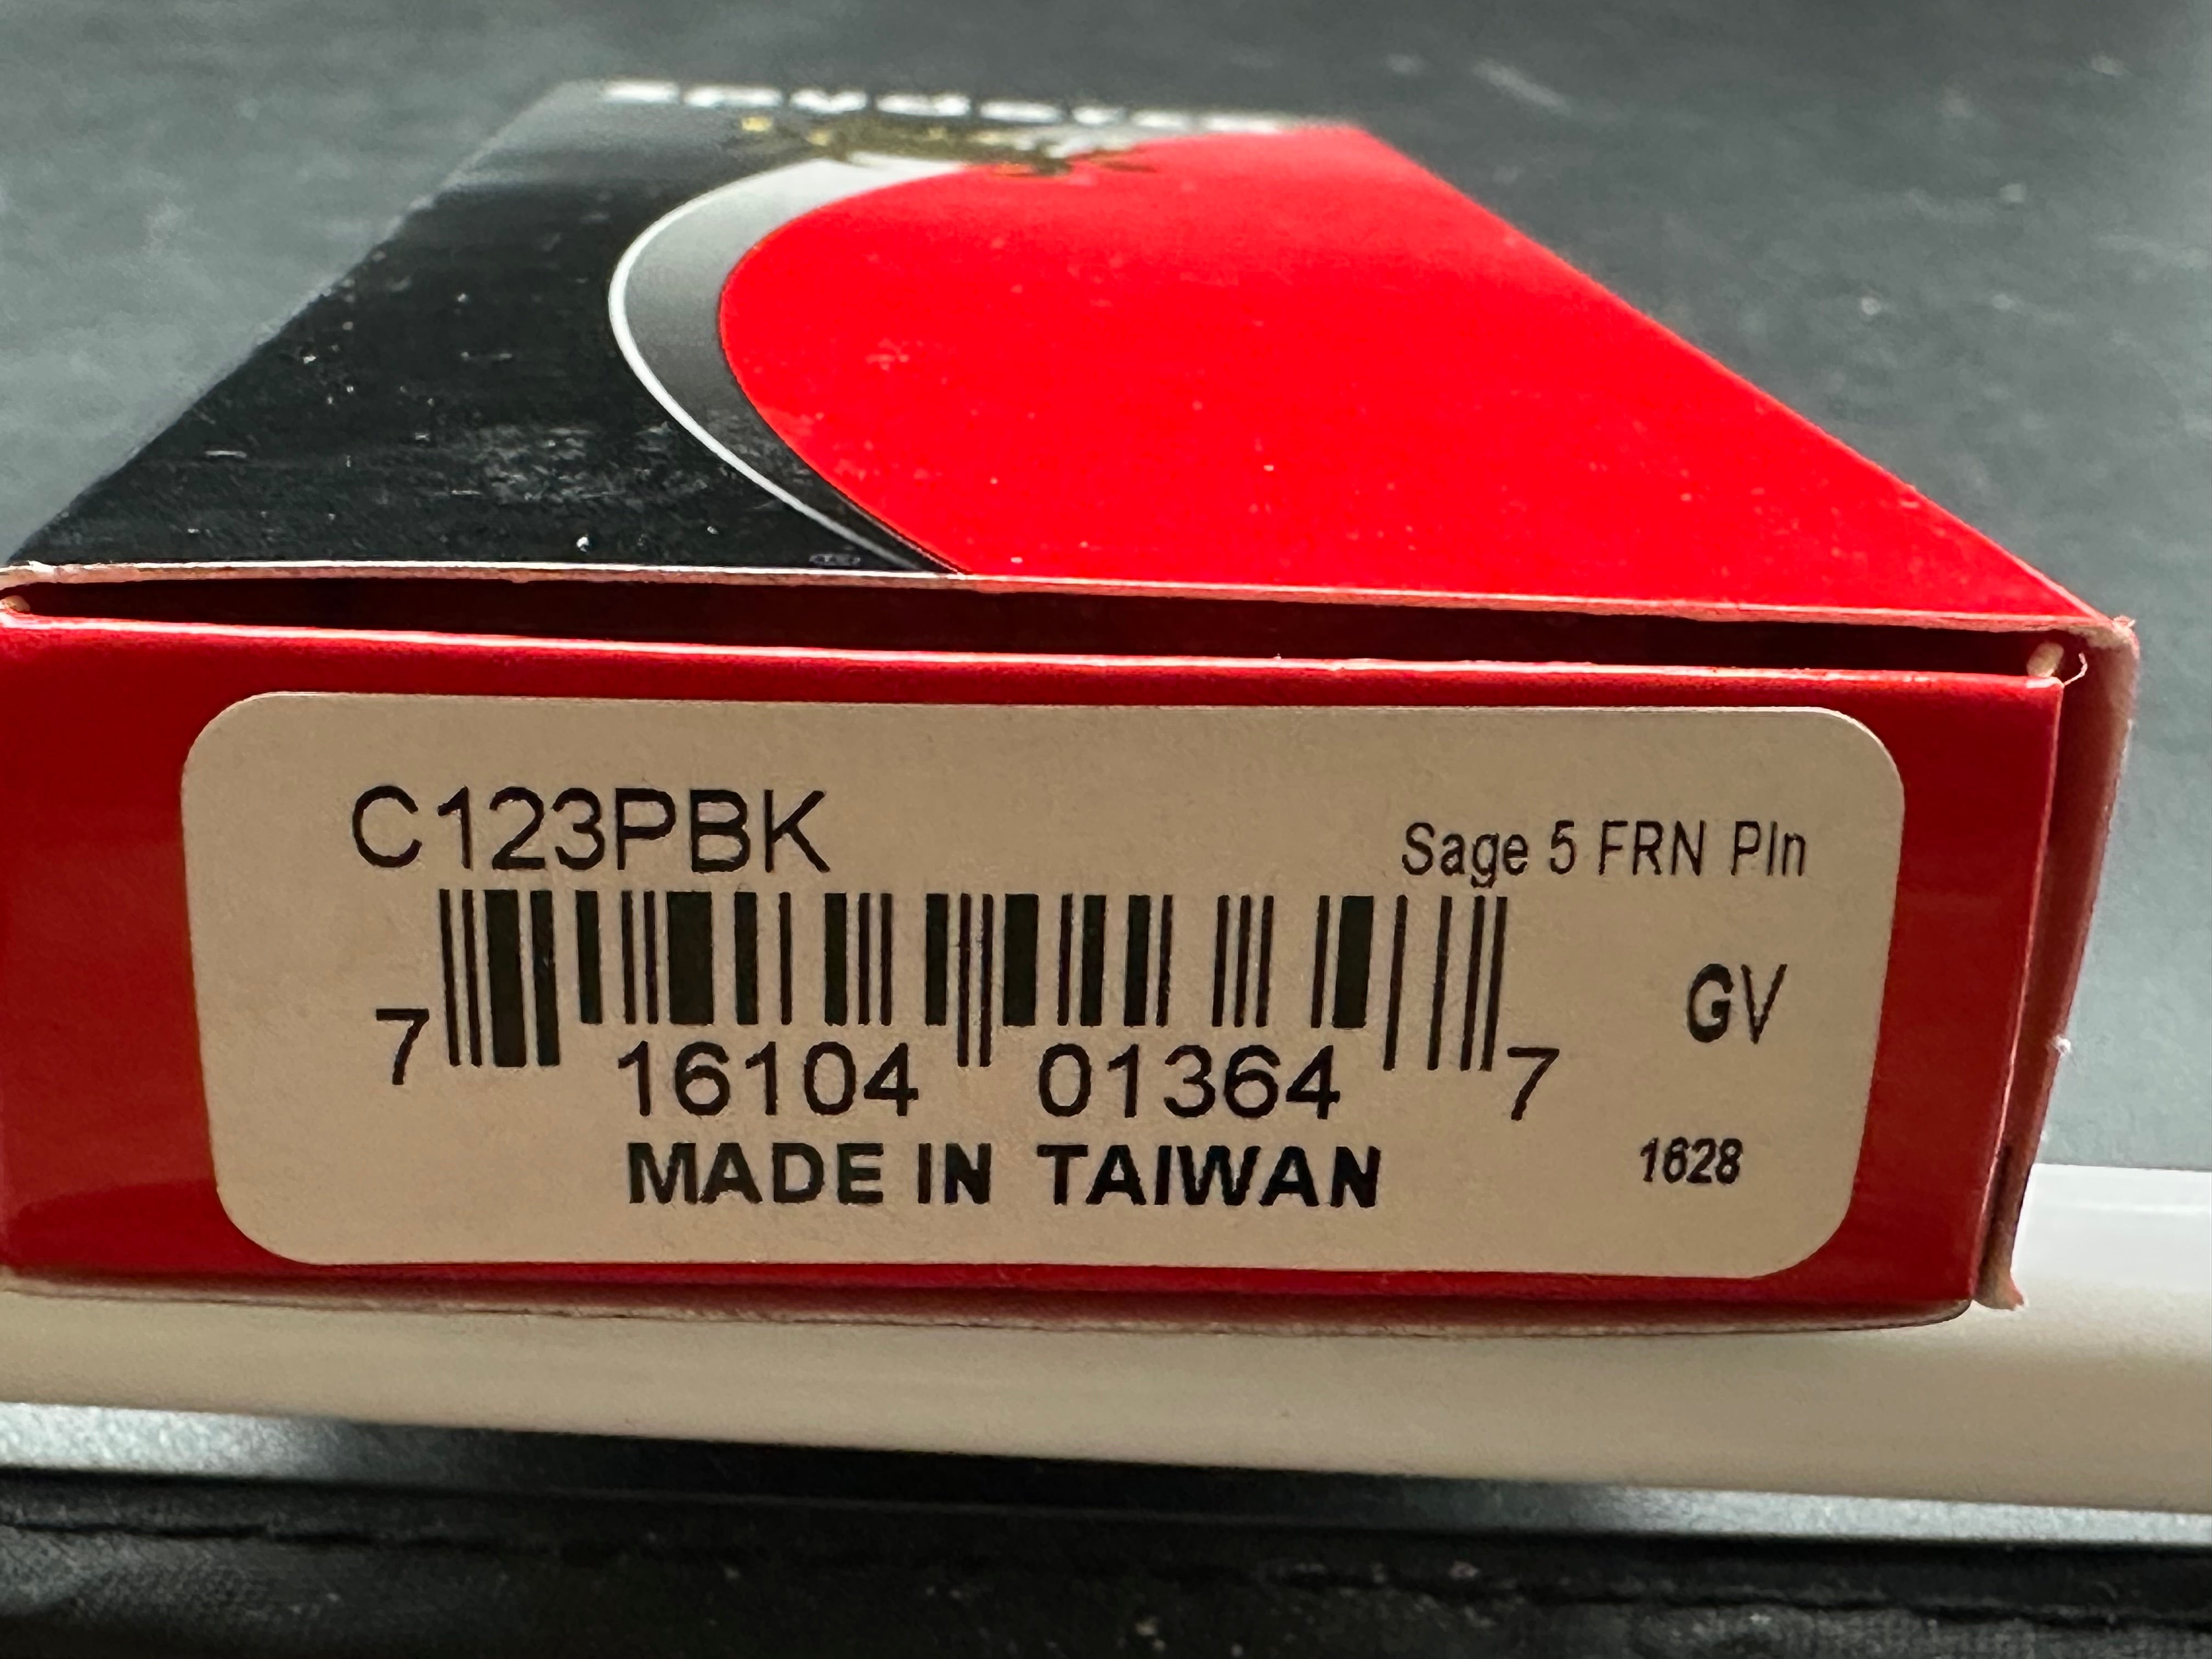 C123PBK
Sage 5 FRN Pln
GV
7 16104 01364 7
MADE IN TAIWAN
1628